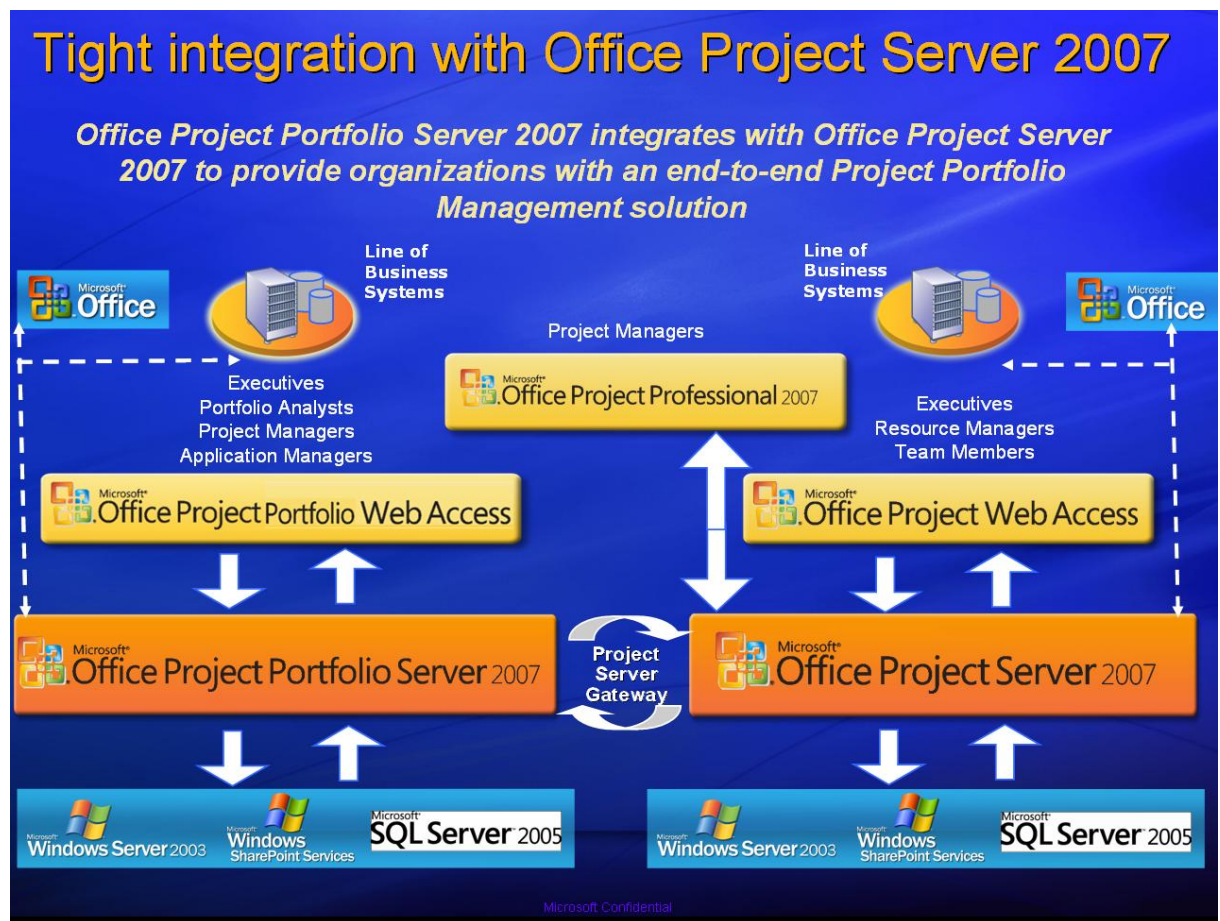 Tight integration with Office Project Server 2007
Office Project Portfolio Server 2007 integrates with Office Project Server
2007 to provide organizations with an end-to-end Project Portfolio
Management solution
Microsoft
Office
Line of
Business
Systems
Project Managers
Line of
Business
Systems
Microsoft
Office
Executives
Portfolio Analysts
Project Managers
Application Managers
Microsoft
Office Project Professional 2007
Executives
Resource Managers
Team Members
Microsoft
Office Project Portfolio Web Access
Microsoft
Office Project Web Access
Microsoft
Office Project Portfolio Server 2007
Project
Server
Gateway
Microsoft
Office Project Server 2007
Microsoft
Windows Server 2003
Microsoft
Windows
SharePoint Services
Microsoft
SQL Server 2005
Microsoft
Windows Server 2003
Microsoft
Windows
SharePoint Services
Microsoft
SQL Server 2005
Microsoft Confidential